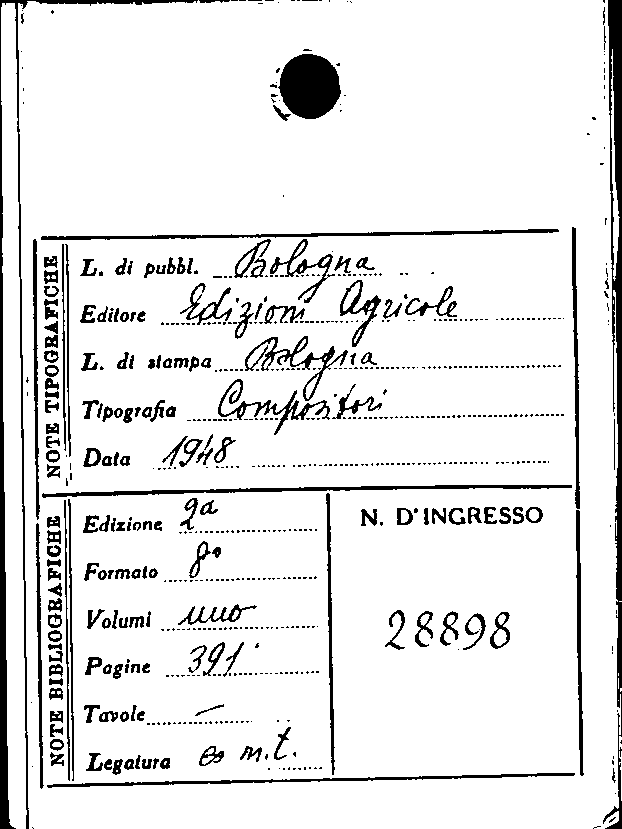 NOTE TIPOGRAFICHE
L. di pubbl. Bologna
Editore Edizioni Agricole
L. di stampa Bologna
Tipografia Compositori
Data 1948
NOTE BIBLIOGRAFICHE
Edizione 2a
Formato 8°
Volumi uno
Pagine 391
Tavole —
Legatura m.t.
N. D'INGRESSO
28898